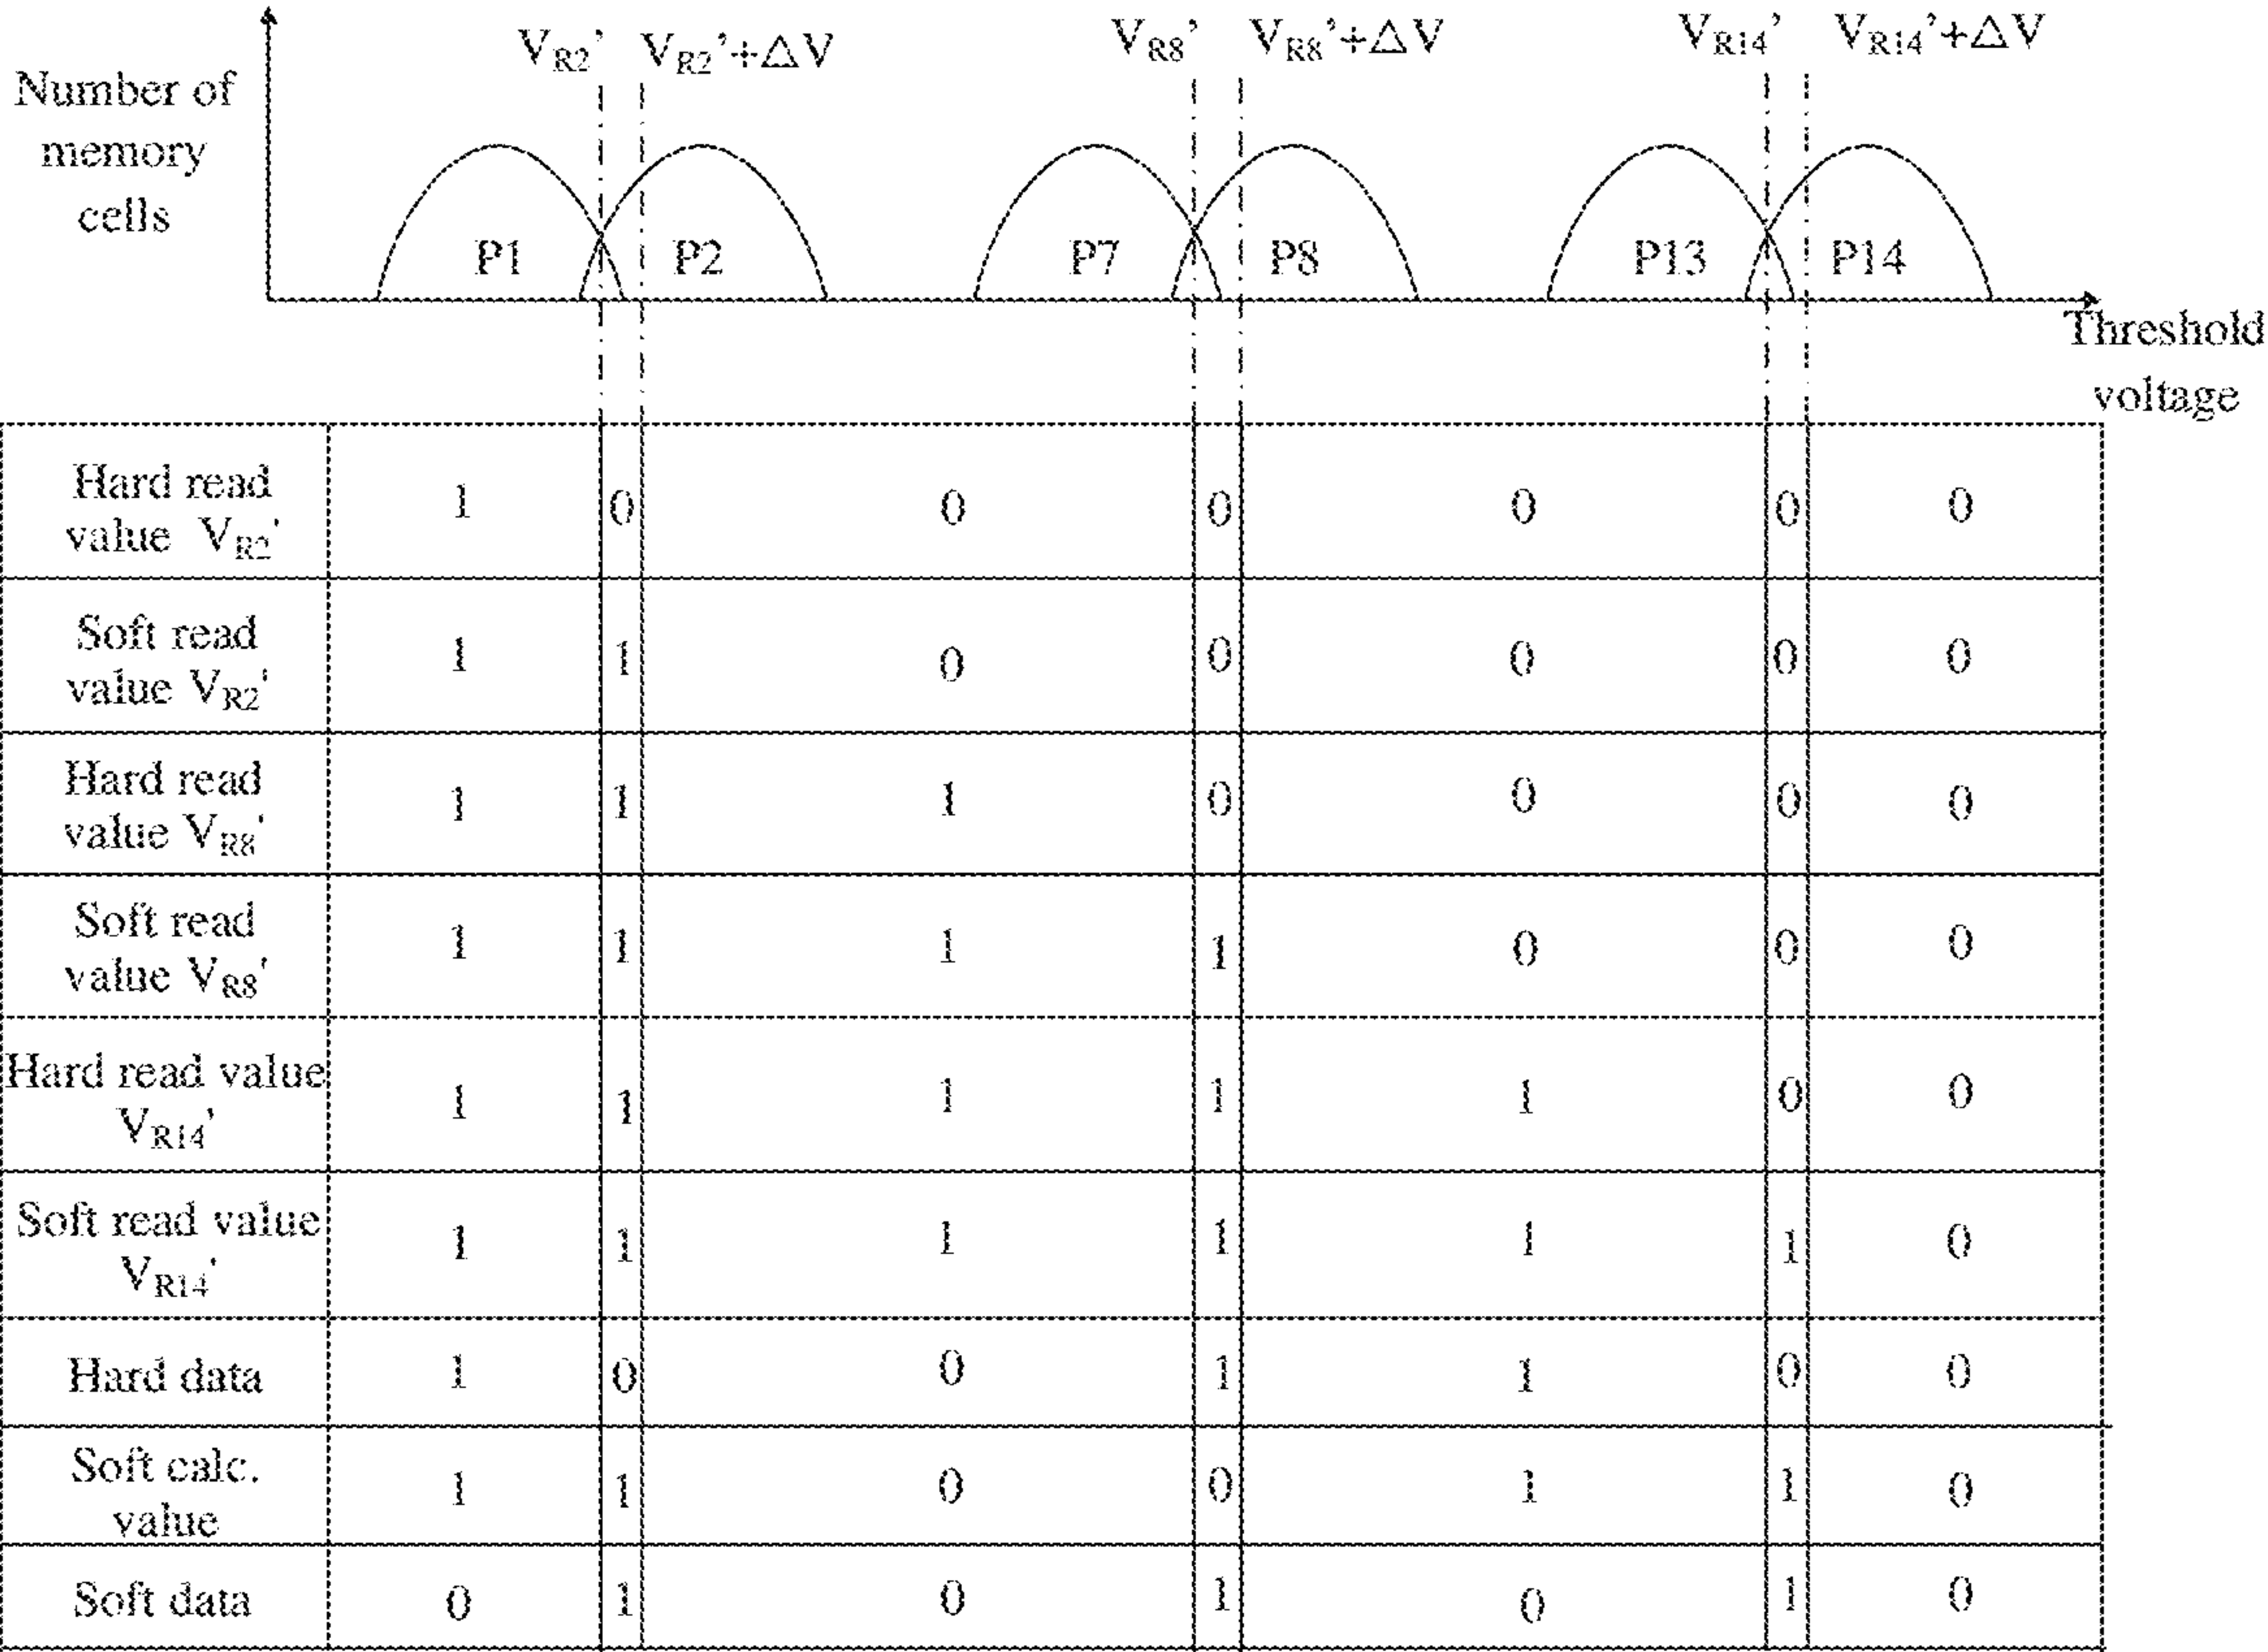 V_R2' V_R2'+△V V_R8' V_R8'+△V V_R14' V_R14'+△V
Number of
memory
cells
P1 P2 P7 P8 P13 P14
Threshold
voltage
Hard read
value V_R2' 1 0 0 0 0 0 0
Soft read
value V_R2' 1 1 0 0 0 0 0
Hard read
value V_R8' 1 1 1 0 0 0 0
Soft read
value V_R8' 1 1 1 1 0 0 0
Hard read value
V_R14' 1 1 1 1 1 0 0
Soft read value
V_R14' 1 1 1 1 1 1 0
Hard data 1 0 0 1 1 0 0
Soft calc.
value 1 1 0 0 1 1 0
Soft data 0 1 0 1 0 1 0